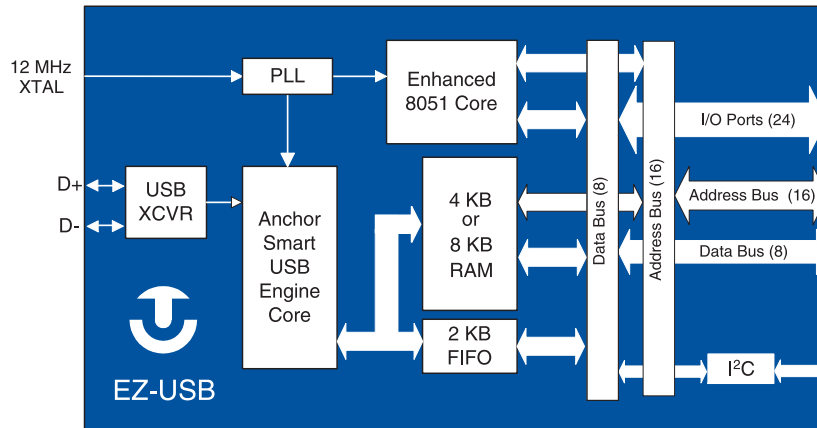 12 MHz
XTAL
PLL
Enhanced
8051 Core
I/O Ports (24)
D+
D-
USB
XCVR
Anchor
Smart
USB
Engine
Core
4 KB
or
8 KB
RAM
Data Bus (8)
Address Bus (16)
Address Bus (16)
Data Bus (8)
2 KB
FIFO
I²C
EZ-USB